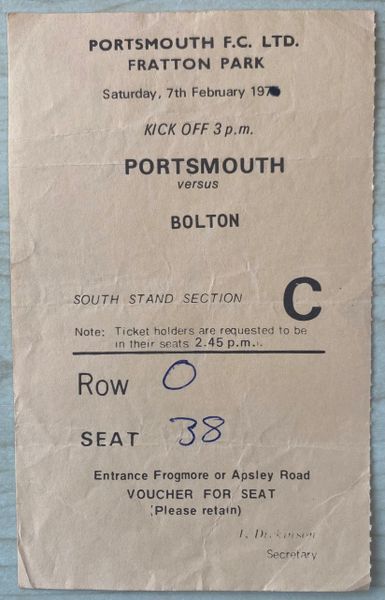 PORTSMOUTH F.C. LTD.
FRATTON PARK
Saturday, 7th February 197
KICK OFF 3 p.m.
PORTSMOUTH
versus
BOLTON
SOUTH STAND SECTION C
Note: Ticket holders are requested to be
in their seats 2.45 p.m.
Row O
SEAT 38
Entrance Frogmore or Apsley Road
VOUCHER FOR SEAT
(Please retain)
Dickinson
Secretary